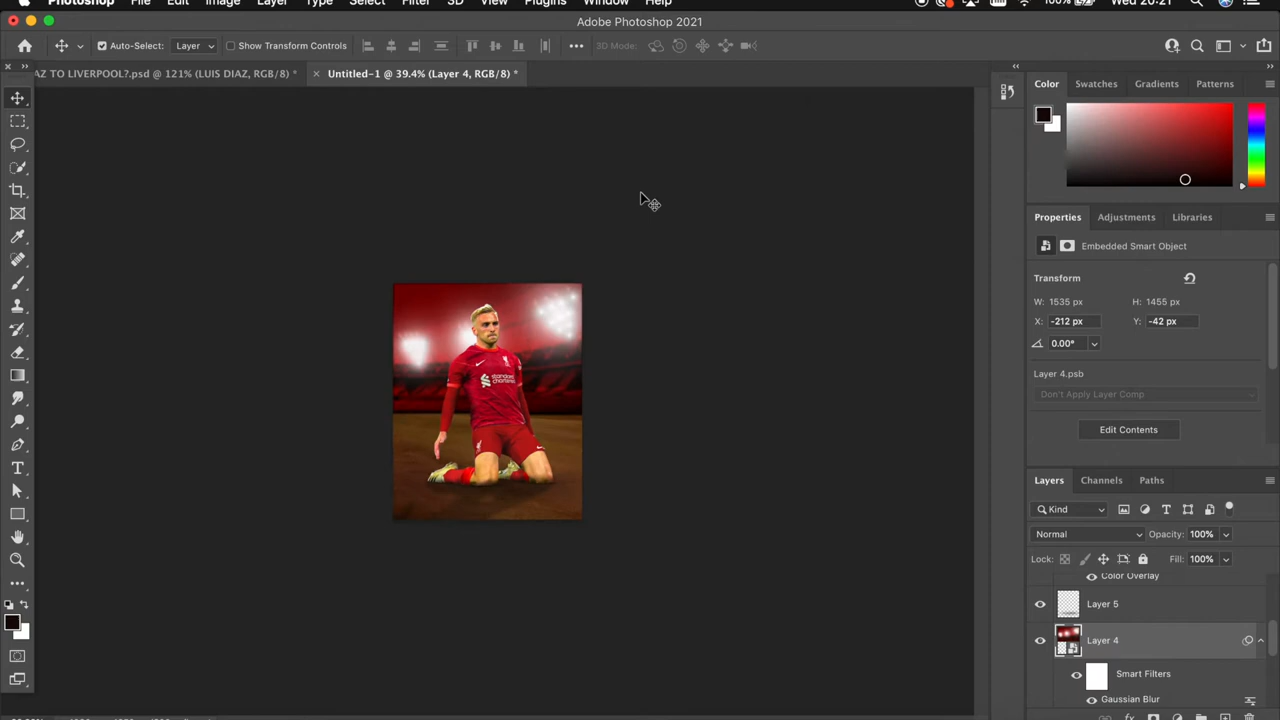 Photoshop File Edit Image Layer Type Select Filter 3D View Plugins Window Help 100% Wed 20:21
Adobe Photoshop 2021
Auto-Select: Layer Show Transform Controls 3D Mode:
AZ TO LIVERPOOL?.psd @ 121% (LUIS DIAZ, RGB/8) *
Untitled-1 @ 39.4% (Layer 4, RGB/8) *
Color Swatches Gradients Patterns
Properties Adjustments Libraries
Embedded Smart Object
Transform
W: 1535 px H: 1455 px
X: -212 px Y: -42 px
0.00°
Layer 4.psb
Don't Apply Layer Comp
Edit Contents
standard
chartered
Layers Channels Paths
Kind
Normal Opacity: 100%
Lock: Fill: 100%
Color Overlay
Layer 5
Layer 4
Smart Filters
Gaussian Blur